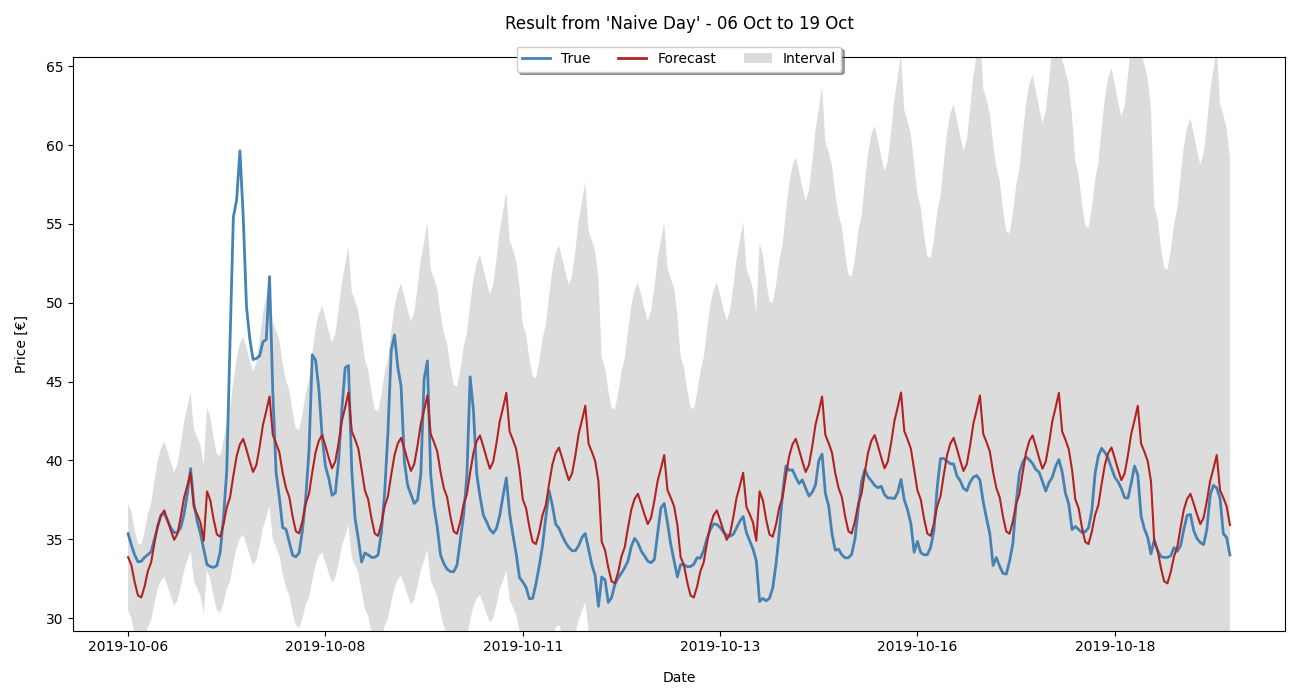 Result from 'Naive Day' - 06 Oct to 19 Oct
True Forecast Interval
65
60
55
50
45
40
35
30
Price [€]
2019-10-06 2019-10-08 2019-10-11 2019-10-13 2019-10-16 2019-10-18
Date